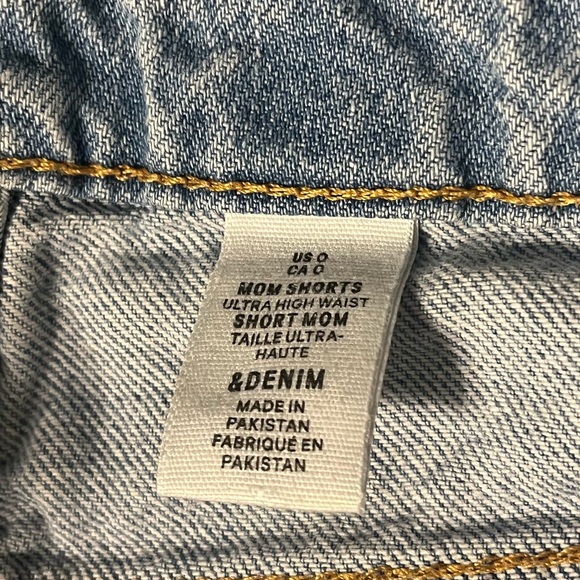 US 0
CA 0
MOM SHORTS
ULTRA HIGH WAIST
SHORT MOM
TAILLE ULTRA-
HAUTE
&DENIM
MADE IN
PAKISTAN
FABRIQUÉ EN
PAKISTAN